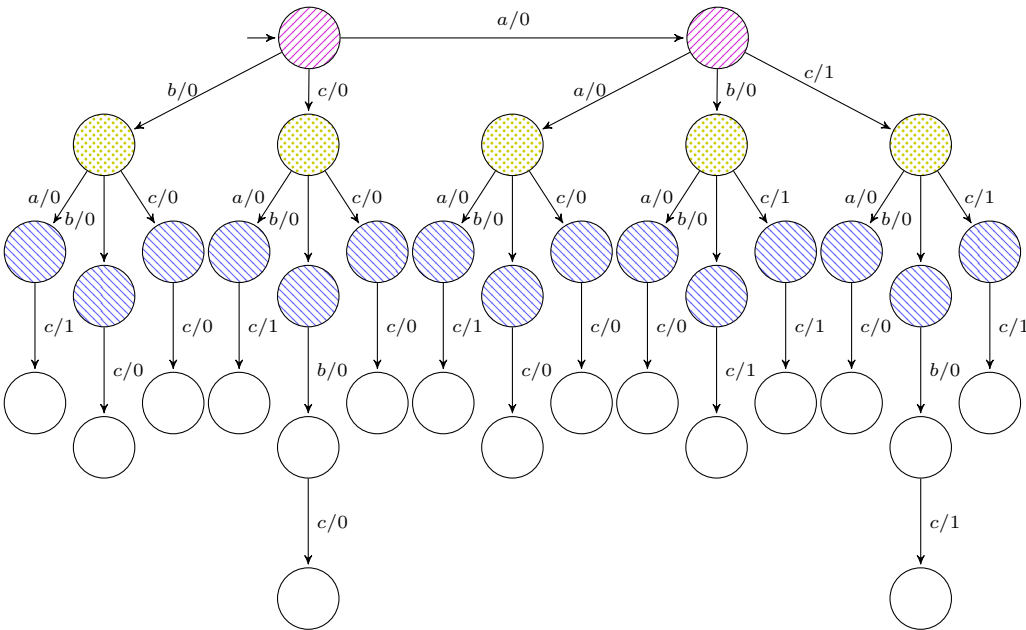 a/0
b/0 c/0 a/0 b/0 c/1
a/0 b/0 c/0 a/0 b/0 c/0 a/0 b/0 c/0 a/0 b/0 c/1 a/0 b/0 c/1
c/1 c/0 c/1 c/0 c/1 c/0 c/0 c/1 c/0 c/1
c/0 b/0 c/0 c/1 b/0
c/0 c/1